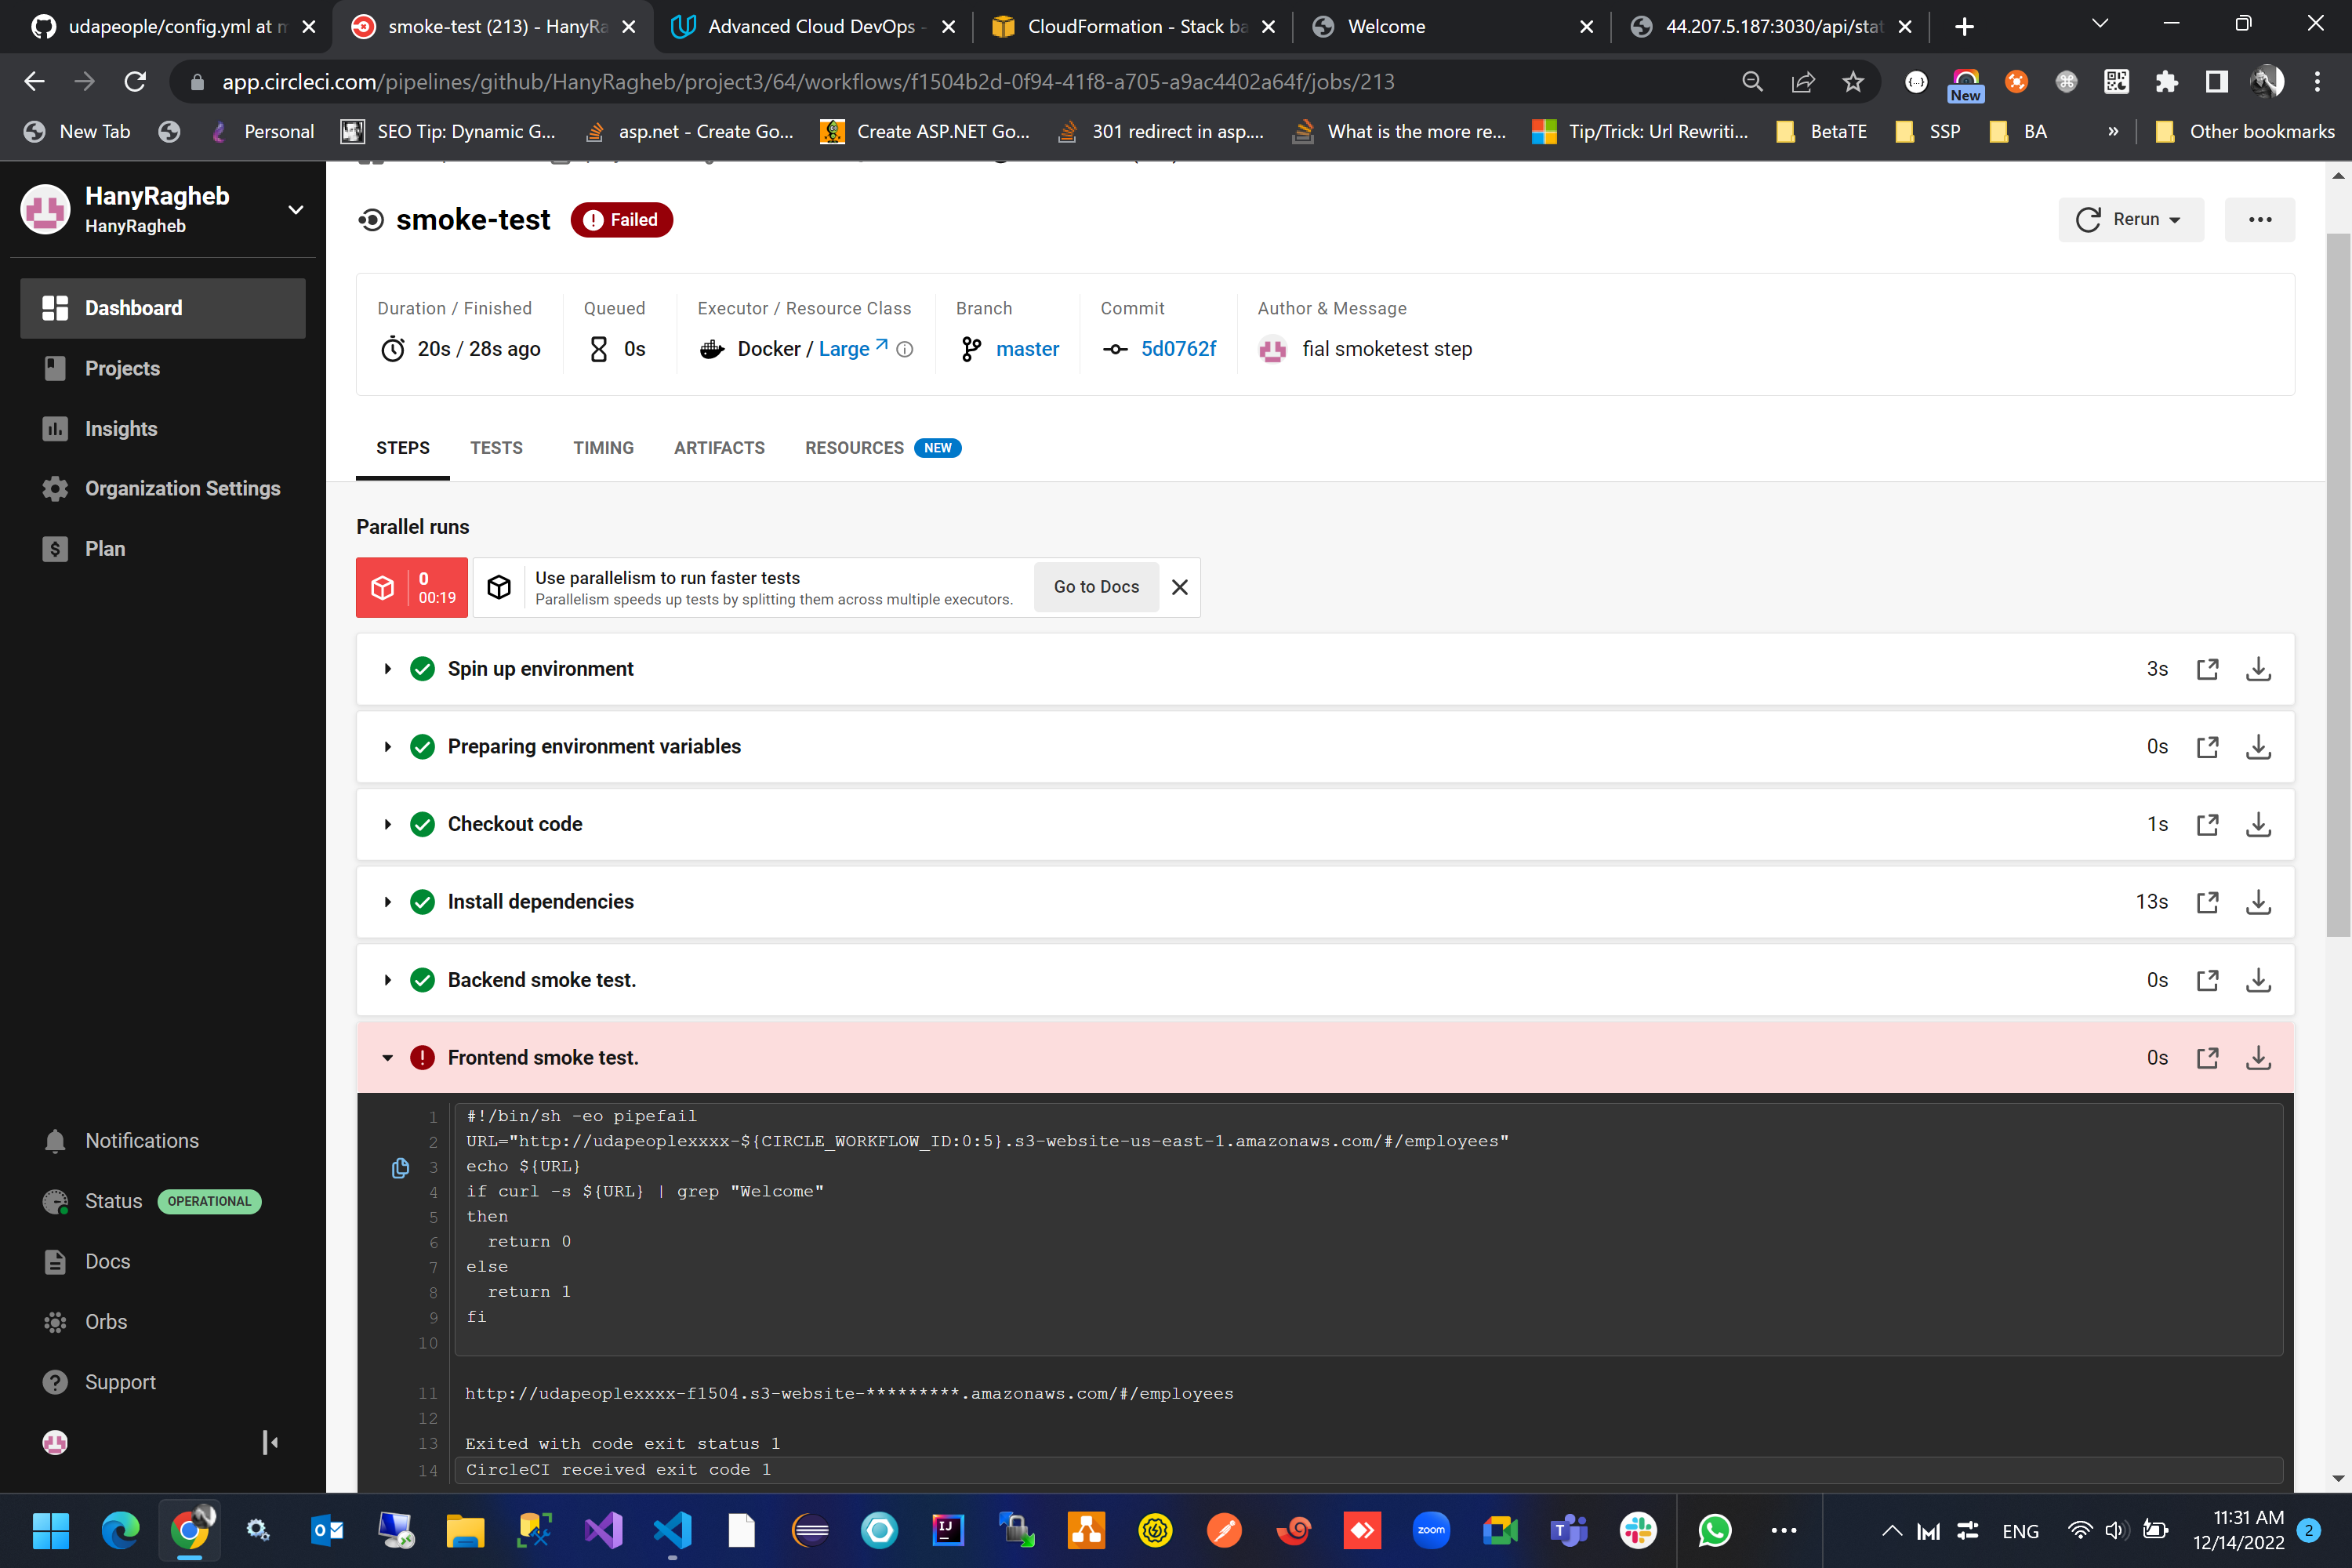 udapeople/config.yml at m
smoke-test (213) - HanyRa
Advanced Cloud DevOps -
CloudFormation - Stack ba
Welcome
44.207.5.187:3030/api/stat
app.circleci.com/pipelines/github/HanyRagheb/project3/64/workflows/f1504b2d-0f94-41f8-a705-a9ac4402a64f/jobs/213
New
New Tab
Personal
SEO Tip: Dynamic G...
asp.net - Create Go...
Create ASP.NET Go...
301 redirect in asp....
What is the more re...
Tip/Trick: Url Rewriti...
BetaTE
SSP
BA
»
Other bookmarks
HanyRagheb
HanyRagheb
Dashboard
Projects
Insights
Organization Settings
Plan
Notifications
Status OPERATIONAL
Docs
Orbs
Support
smoke-test Failed
Rerun
Duration / Finished
20s / 28s ago
Queued
0s
Executor / Resource Class
Docker / Large
Branch
master
Commit
5d0762f
Author & Message
fial smoketest step
STEPS
TESTS
TIMING
ARTIFACTS
RESOURCES NEW
Parallel runs
0
00:19
Use parallelism to run faster tests
Parallelism speeds up tests by splitting them across multiple executors.
Go to Docs
Spin up environment 3s
Preparing environment variables 0s
Checkout code 1s
Install dependencies 13s
Backend smoke test. 0s
Frontend smoke test. 0s
1 #!/bin/sh -eo pipefail
2 URL="http://udapeoplexxxx-${CIRCLE_WORKFLOW_ID:0:5}.s3-website-us-east-1.amazonaws.com/#/employees"
3 echo ${URL}
4 if curl -s ${URL} | grep "Welcome"
5 then
6 return 0
7 else
8 return 1
9 fi
10
11 http://udapeoplexxxx-f1504.s3-website-*********.amazonaws.com/#/employees
12
13 Exited with code exit status 1
14 CircleCI received exit code 1
zoom
ENG
11:31 AM
12/14/2022
2